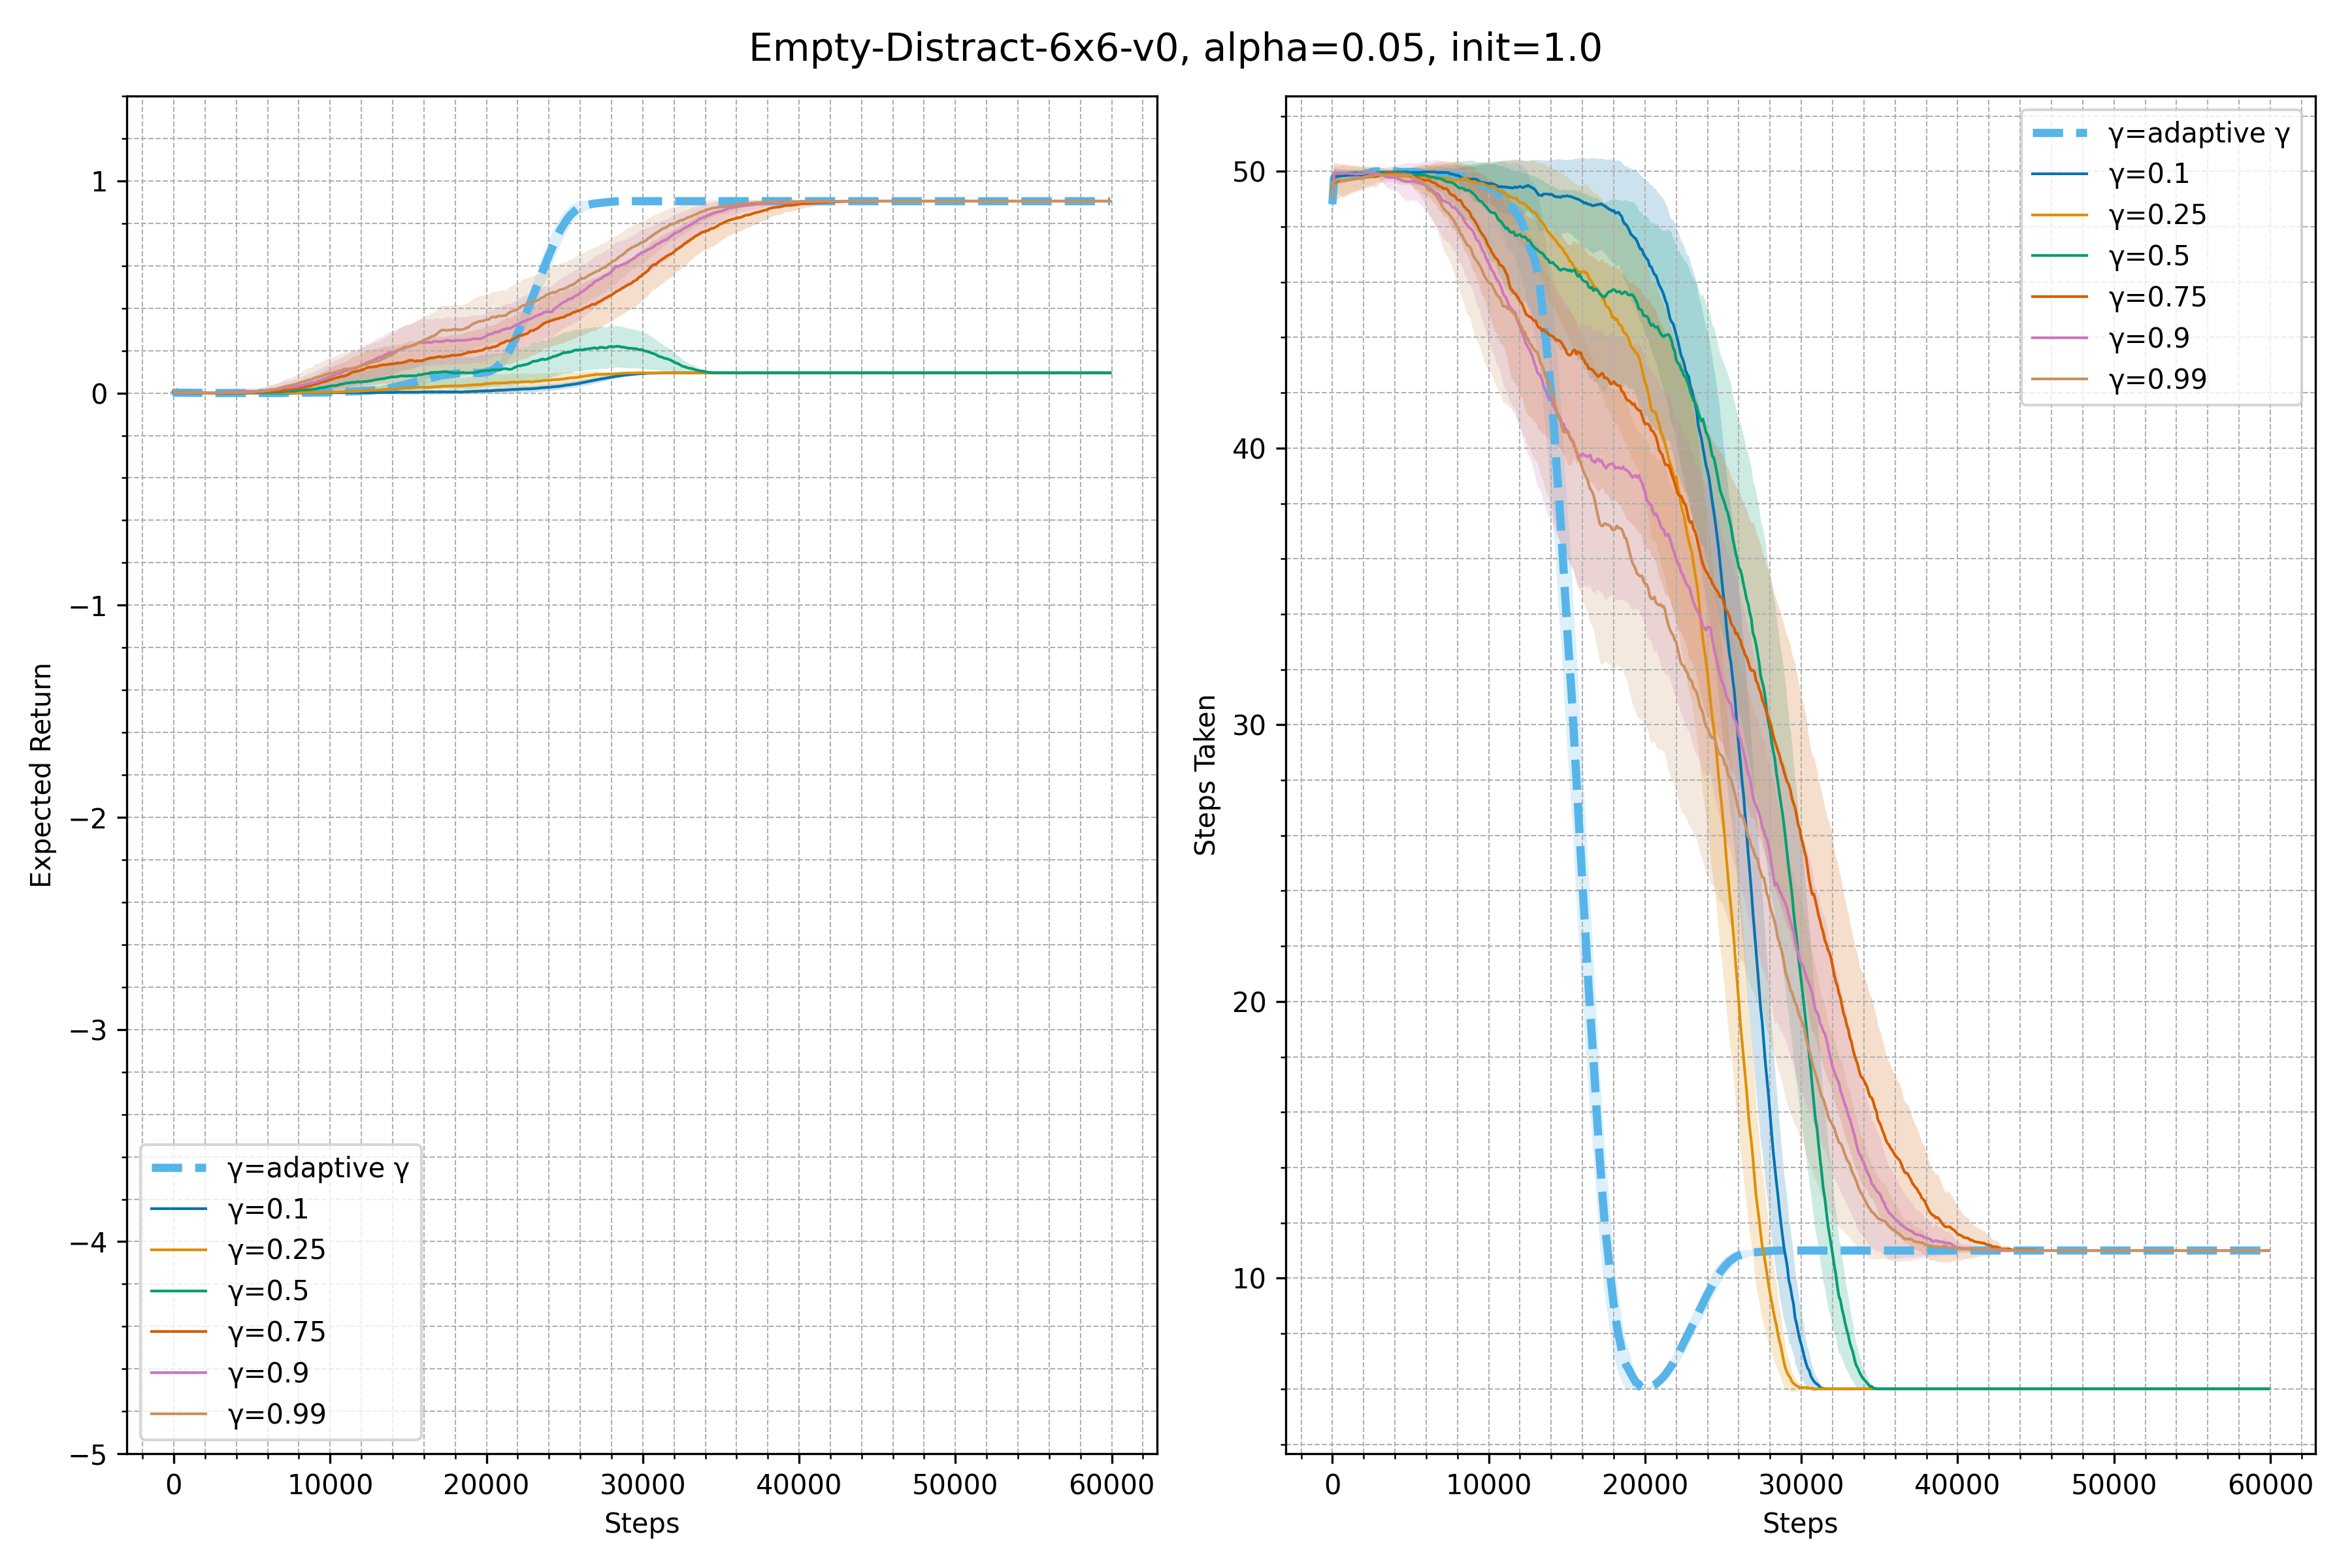 Empty-Distract-6x6-v0, alpha=0.05, init=1.0
Expected Return
1
0
−1
−2
−3
−4
−5
γ=adaptive γ
γ=0.1
γ=0.25
γ=0.5
γ=0.75
γ=0.9
γ=0.99
0 10000 20000 30000 40000 50000 60000
Steps
Steps Taken
50
40
30
20
10
γ=adaptive γ
γ=0.1
γ=0.25
γ=0.5
γ=0.75
γ=0.9
γ=0.99
0 10000 20000 30000 40000 50000 60000
Steps